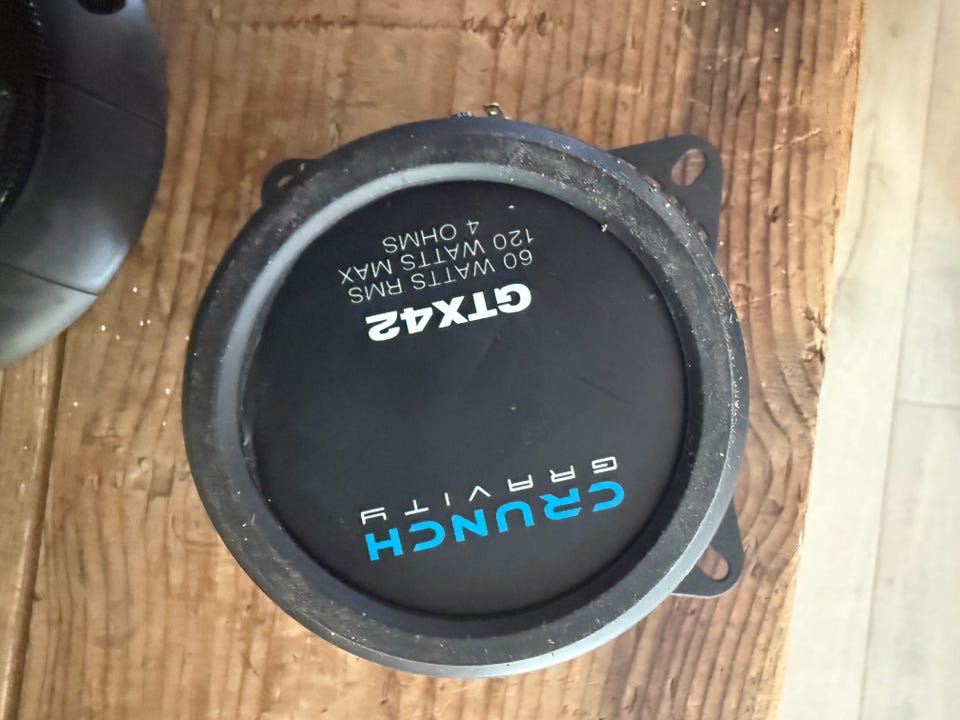 CRUNCH
GRAVITY
GTX42
60 WATTS RMS
120 WATTS MAX
4 OHMS